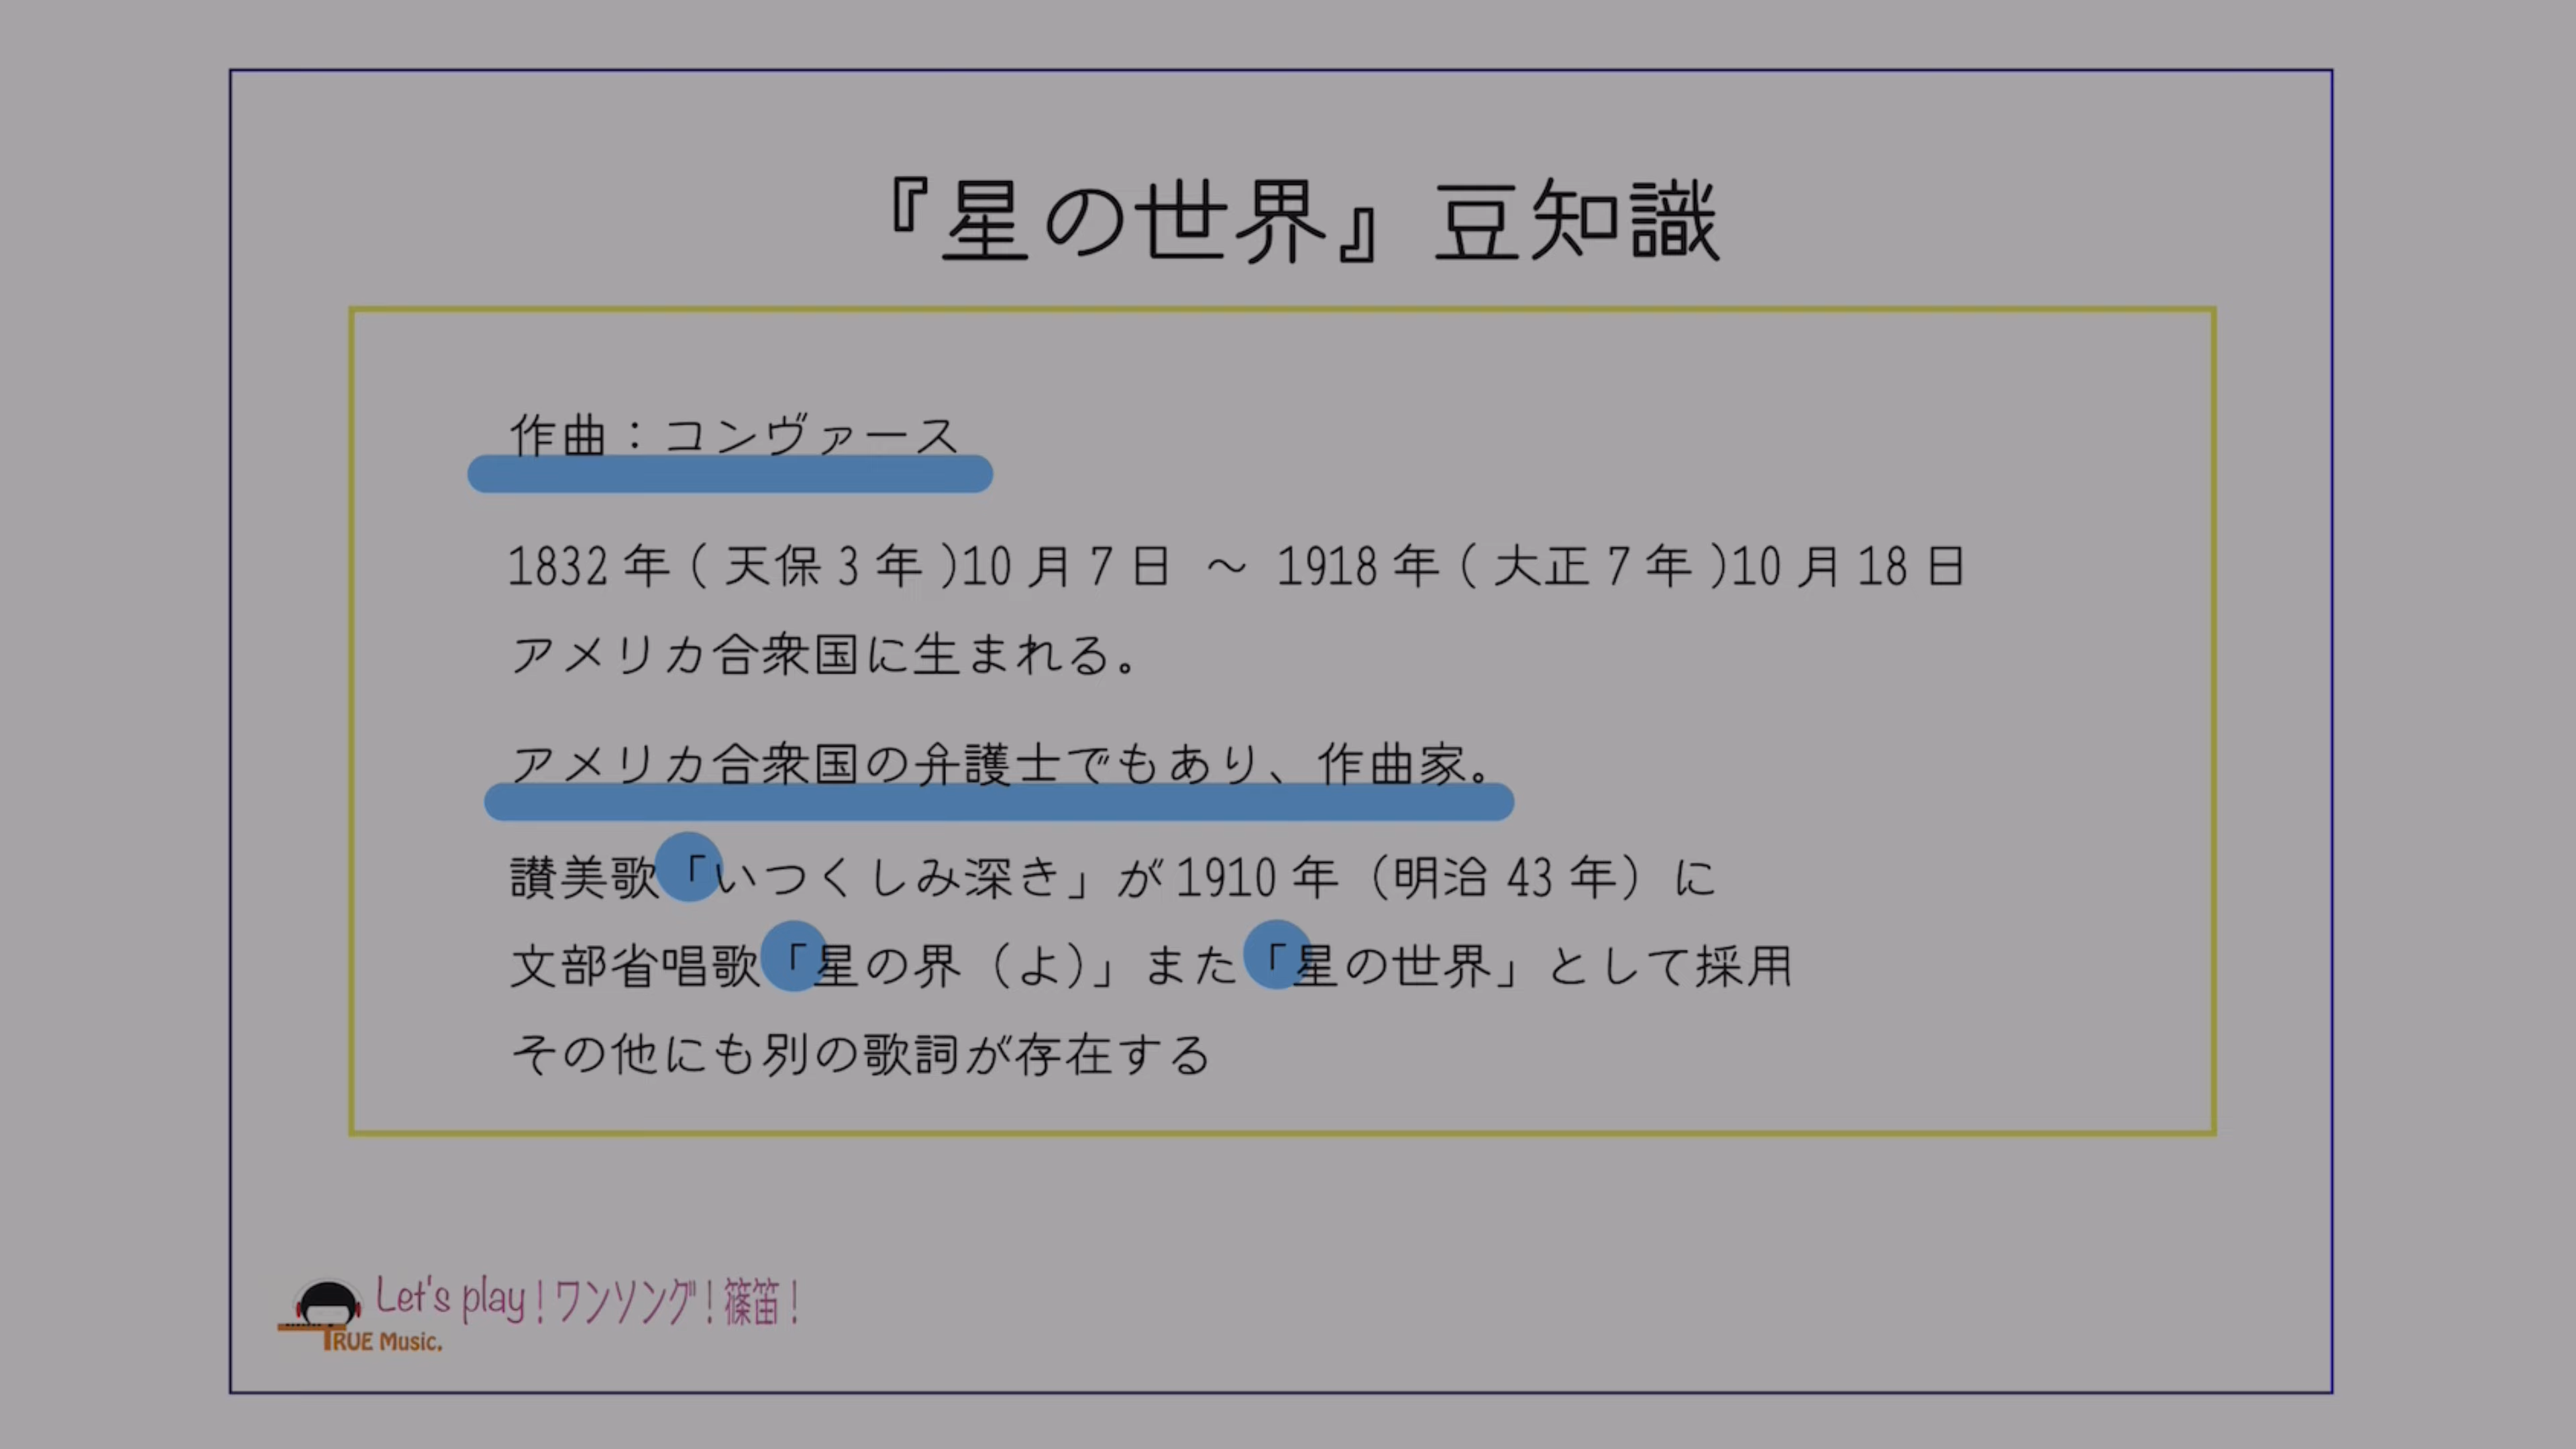 『星の世界』豆知識
作曲：コンヴァース
1832年(天保3年)10月7日 ～ 1918年(大正7年)10月18日
アメリカ合衆国に生まれる。
アメリカ合衆国の弁護士でもあり、作曲家。
讃美歌「いつくしみ深き」が1910年（明治43年）に
文部省唱歌「星の界（よ）」また「星の世界」として採用
その他にも別の歌詞が存在する
Let's play！ワンソング！篠笛！
TRUE Music.